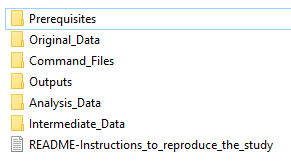 Prerequisites
Original_Data
Command_Files
Outputs
Analysis_Data
Intermediate_Data
README-Instructions_to_reproduce_the_study